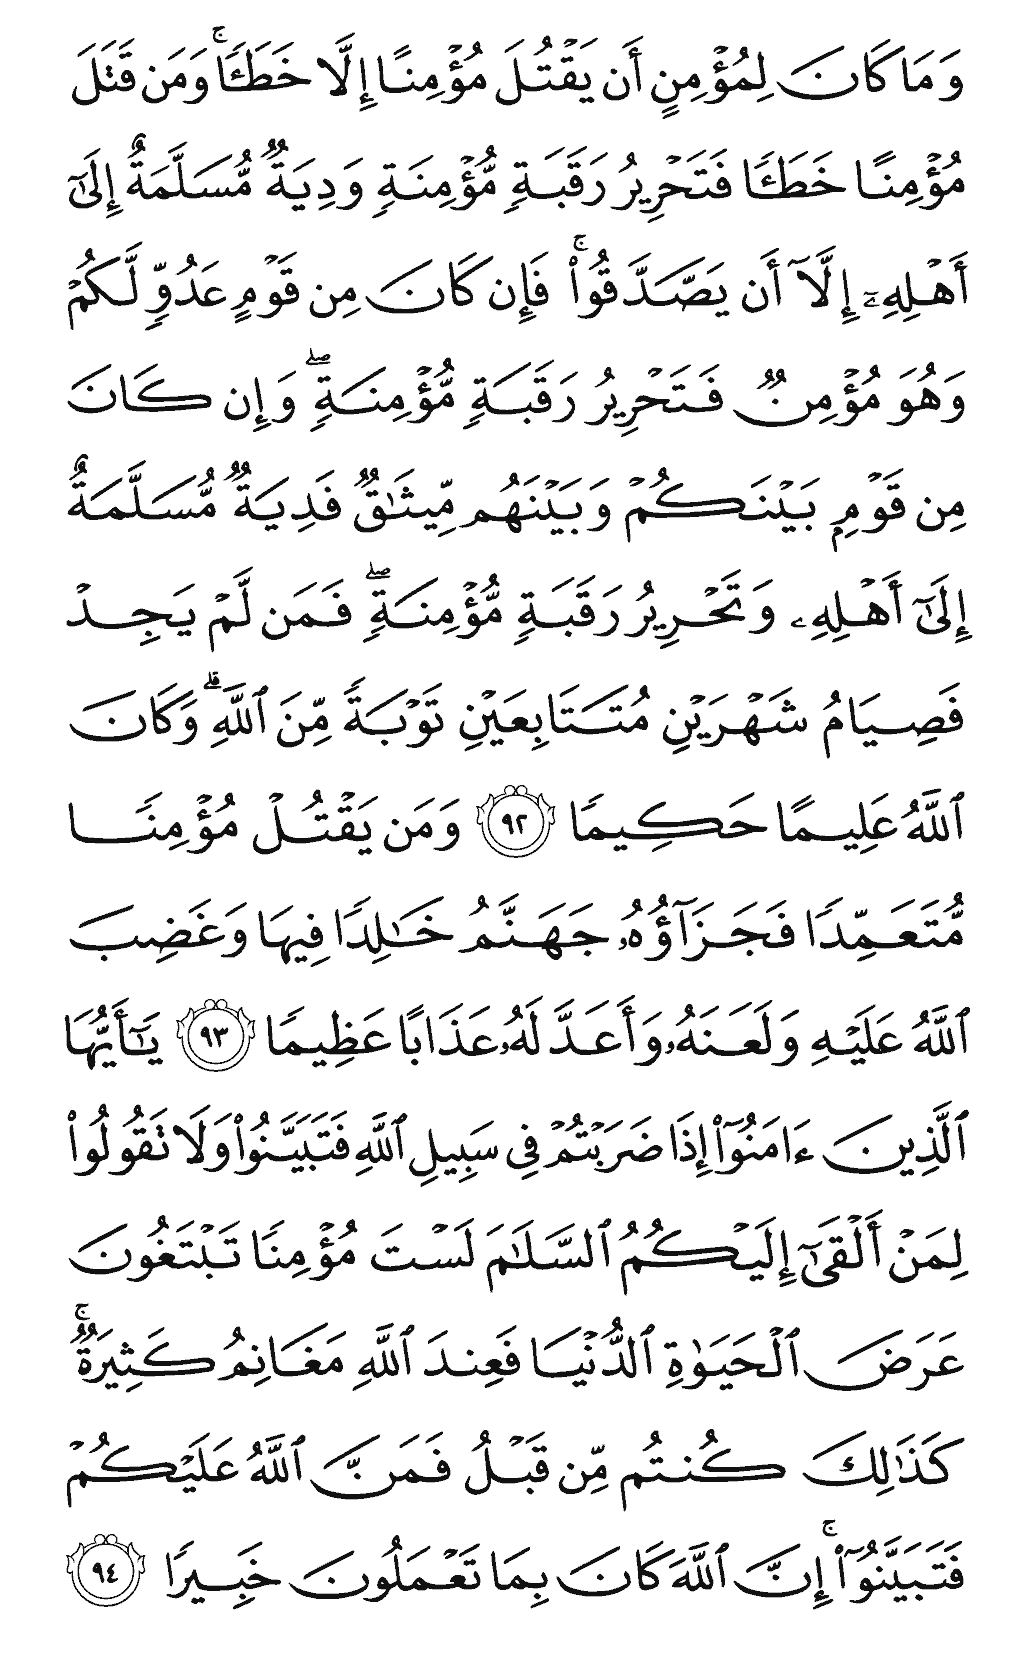 وَمَا كَانَ لِمُؤْمِنٍ أَن يَقْتُلَ مُؤْمِنًا إِلَّا خَطَـًٔا ۚ وَمَن قَتَلَ
مُؤْمِنًا خَطَـًٔا فَتَحْرِيرُ رَقَبَةٍ مُّؤْمِنَةٍ وَدِيَةٌ مُّسَلَّمَةٌ إِلَىٰٓ
أَهْلِهِۦٓ إِلَّآ أَن يَصَّدَّقُوا۟ ۚ فَإِن كَانَ مِن قَوْمٍ عَدُوٍّ لَّكُمْ
وَهُوَ مُؤْمِنٌ فَتَحْرِيرُ رَقَبَةٍ مُّؤْمِنَةٍ ۖ وَإِن كَانَ
مِن قَوْمٍۭ بَيْنَكُمْ وَبَيْنَهُم مِّيثَـٰقٌ فَدِيَةٌ مُّسَلَّمَةٌ
إِلَىٰٓ أَهْلِهِۦ وَتَحْرِيرُ رَقَبَةٍ مُّؤْمِنَةٍ ۖ فَمَن لَّمْ يَجِدْ
فَصِيَامُ شَهْرَيْنِ مُتَتَابِعَيْنِ تَوْبَةً مِّنَ ٱللَّهِ ۗ وَكَانَ
ٱللَّهُ عَلِيمًا حَكِيمًا ٩٢ وَمَن يَقْتُلْ مُؤْمِنًا
مُّتَعَمِّدًا فَجَزَآؤُهُۥ جَهَنَّمُ خَـٰلِدًا فِيهَا وَغَضِبَ
ٱللَّهُ عَلَيْهِ وَلَعَنَهُۥ وَأَعَدَّ لَهُۥ عَذَابًا عَظِيمًا ٩٣ يَـٰٓأَيُّهَا
ٱلَّذِينَ ءَامَنُوٓا۟ إِذَا ضَرَبْتُمْ فِى سَبِيلِ ٱللَّهِ فَتَبَيَّنُوا۟ وَلَا تَقُولُوا۟
لِمَنْ أَلْقَىٰٓ إِلَيْكُمُ ٱلسَّلَـٰمَ لَسْتَ مُؤْمِنًا تَبْتَغُونَ
عَرَضَ ٱلْحَيَوٰةِ ٱلدُّنْيَا فَعِندَ ٱللَّهِ مَغَانِمُ كَثِيرَةٌ ۚ
كَذَٰلِكَ كُنتُم مِّن قَبْلُ فَمَنَّ ٱللَّهُ عَلَيْكُمْ
فَتَبَيَّنُوٓا۟ ۚ إِنَّ ٱللَّهَ كَانَ بِمَا تَعْمَلُونَ خَبِيرًا ٩٤